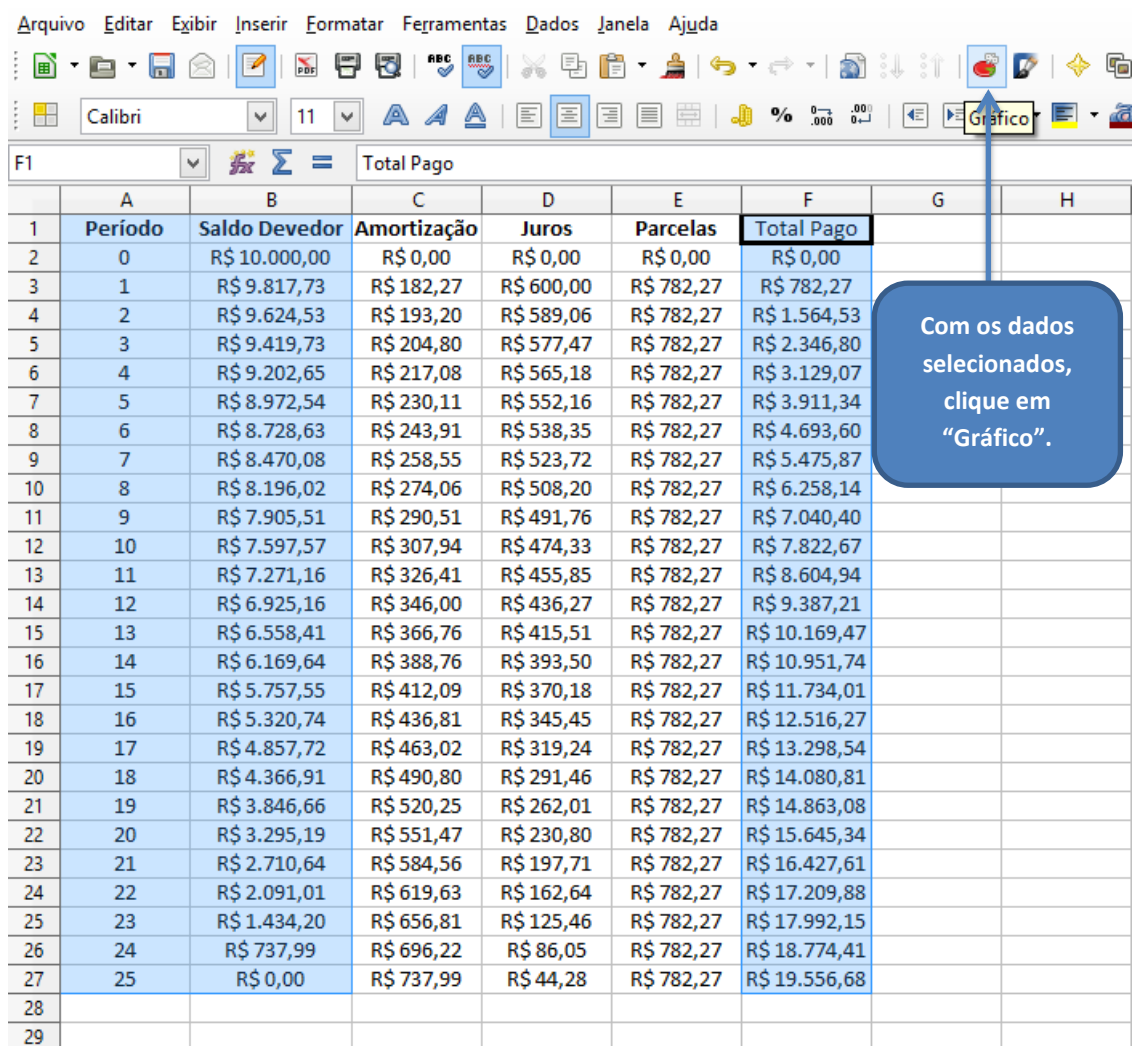 Arquivo Editar Exibir Inserir Formatar Ferramentas Dados Janela Ajuda
PDF ABC ABC
Calibri 11 % 0 .000 .000 0 Gráfico
F1 Total Pago
A B C D E F G H
1 Período Saldo Devedor Amortização Juros Parcelas Total Pago
2 0 R$ 10.000,00 R$ 0,00 R$ 0,00 R$ 0,00 R$ 0,00
3 1 R$ 9.817,73 R$ 182,27 R$ 600,00 R$ 782,27 R$ 782,27
4 2 R$ 9.624,53 R$ 193,20 R$ 589,06 R$ 782,27 R$ 1.564,53
5 3 R$ 9.419,73 R$ 204,80 R$ 577,47 R$ 782,27 R$ 2.346,80
6 4 R$ 9.202,65 R$ 217,08 R$ 565,18 R$ 782,27 R$ 3.129,07
7 5 R$ 8.972,54 R$ 230,11 R$ 552,16 R$ 782,27 R$ 3.911,34
8 6 R$ 8.728,63 R$ 243,91 R$ 538,35 R$ 782,27 R$ 4.693,60
9 7 R$ 8.470,08 R$ 258,55 R$ 523,72 R$ 782,27 R$ 5.475,87
10 8 R$ 8.196,02 R$ 274,06 R$ 508,20 R$ 782,27 R$ 6.258,14
11 9 R$ 7.905,51 R$ 290,51 R$ 491,76 R$ 782,27 R$ 7.040,40
12 10 R$ 7.597,57 R$ 307,94 R$ 474,33 R$ 782,27 R$ 7.822,67
13 11 R$ 7.271,16 R$ 326,41 R$ 455,85 R$ 782,27 R$ 8.604,94
14 12 R$ 6.925,16 R$ 346,00 R$ 436,27 R$ 782,27 R$ 9.387,21
15 13 R$ 6.558,41 R$ 366,76 R$ 415,51 R$ 782,27 R$ 10.169,47
16 14 R$ 6.169,64 R$ 388,76 R$ 393,50 R$ 782,27 R$ 10.951,74
17 15 R$ 5.757,55 R$ 412,09 R$ 370,18 R$ 782,27 R$ 11.734,01
18 16 R$ 5.320,74 R$ 436,81 R$ 345,45 R$ 782,27 R$ 12.516,27
19 17 R$ 4.857,72 R$ 463,02 R$ 319,24 R$ 782,27 R$ 13.298,54
20 18 R$ 4.366,91 R$ 490,80 R$ 291,46 R$ 782,27 R$ 14.080,81
21 19 R$ 3.846,66 R$ 520,25 R$ 262,01 R$ 782,27 R$ 14.863,08
22 20 R$ 3.295,19 R$ 551,47 R$ 230,80 R$ 782,27 R$ 15.645,34
23 21 R$ 2.710,64 R$ 584,56 R$ 197,71 R$ 782,27 R$ 16.427,61
24 22 R$ 2.091,01 R$ 619,63 R$ 162,64 R$ 782,27 R$ 17.209,88
25 23 R$ 1.434,20 R$ 656,81 R$ 125,46 R$ 782,27 R$ 17.992,15
26 24 R$ 737,99 R$ 696,22 R$ 86,05 R$ 782,27 R$ 18.774,41
27 25 R$ 0,00 R$ 737,99 R$ 44,28 R$ 782,27 R$ 19.556,68
28
29
Com os dados
selecionados,
clique em
“Gráfico”.